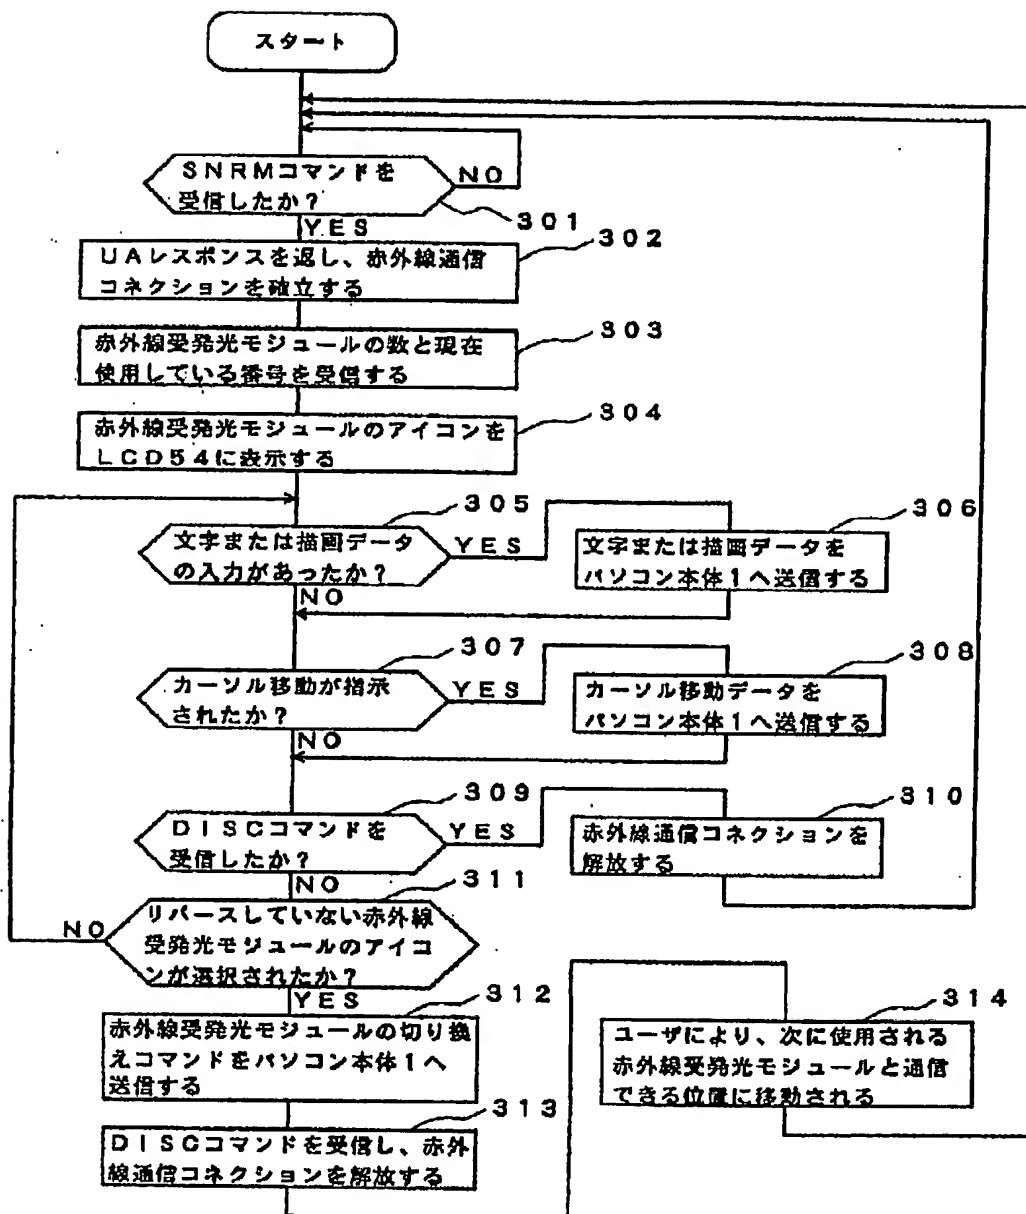 スタート
SNRMコマンドを
受信したか？
NO
301
YES
302
UAレスポンスを返し、赤外線通信
コネクションを確立する
303
赤外線受発光モジュールの数と現在
使用している番号を受信する
304
赤外線受発光モジュールのアイコンを
LCD54に表示する
305
文字または描画データ
の入力があったか？
YES
306
文字または描画データを
パソコン本体1へ送信する
NO
307
カーソル移動が指示
されたか？
YES
308
カーソル移動データを
パソコン本体1へ送信する
NO
309
DISCコマンドを
受信したか？
YES
310
赤外線通信コネクションを
解放する
NO
311
リバースしていない赤外線
受発光モジュールのアイコ
ンが選択されたか？
NO
YES
312
赤外線受発光モジュールの切り換
えコマンドをパソコン本体1へ
送信する
313
DISCコマンドを受信し、赤外
線通信コネクションを解放する
314
ユーザにより、次に使用される
赤外線受発光モジュールと通信
できる位置に移動される